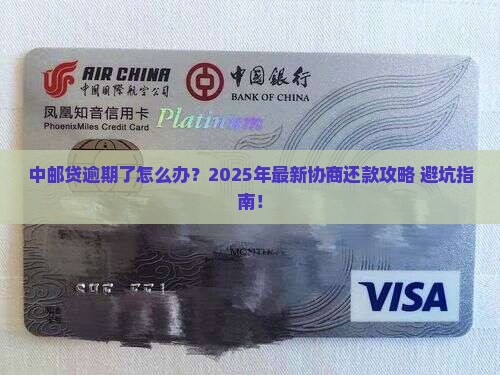 AIR CHINA
中国国际航空公司
中国银行
BANK OF CHINA
凤凰知音信用卡
PhoenixMiles Credit Card
Platinum
中邮贷逾期了怎么办？2025年最新协商还款攻略 避坑指
南！
MONTH
VISA